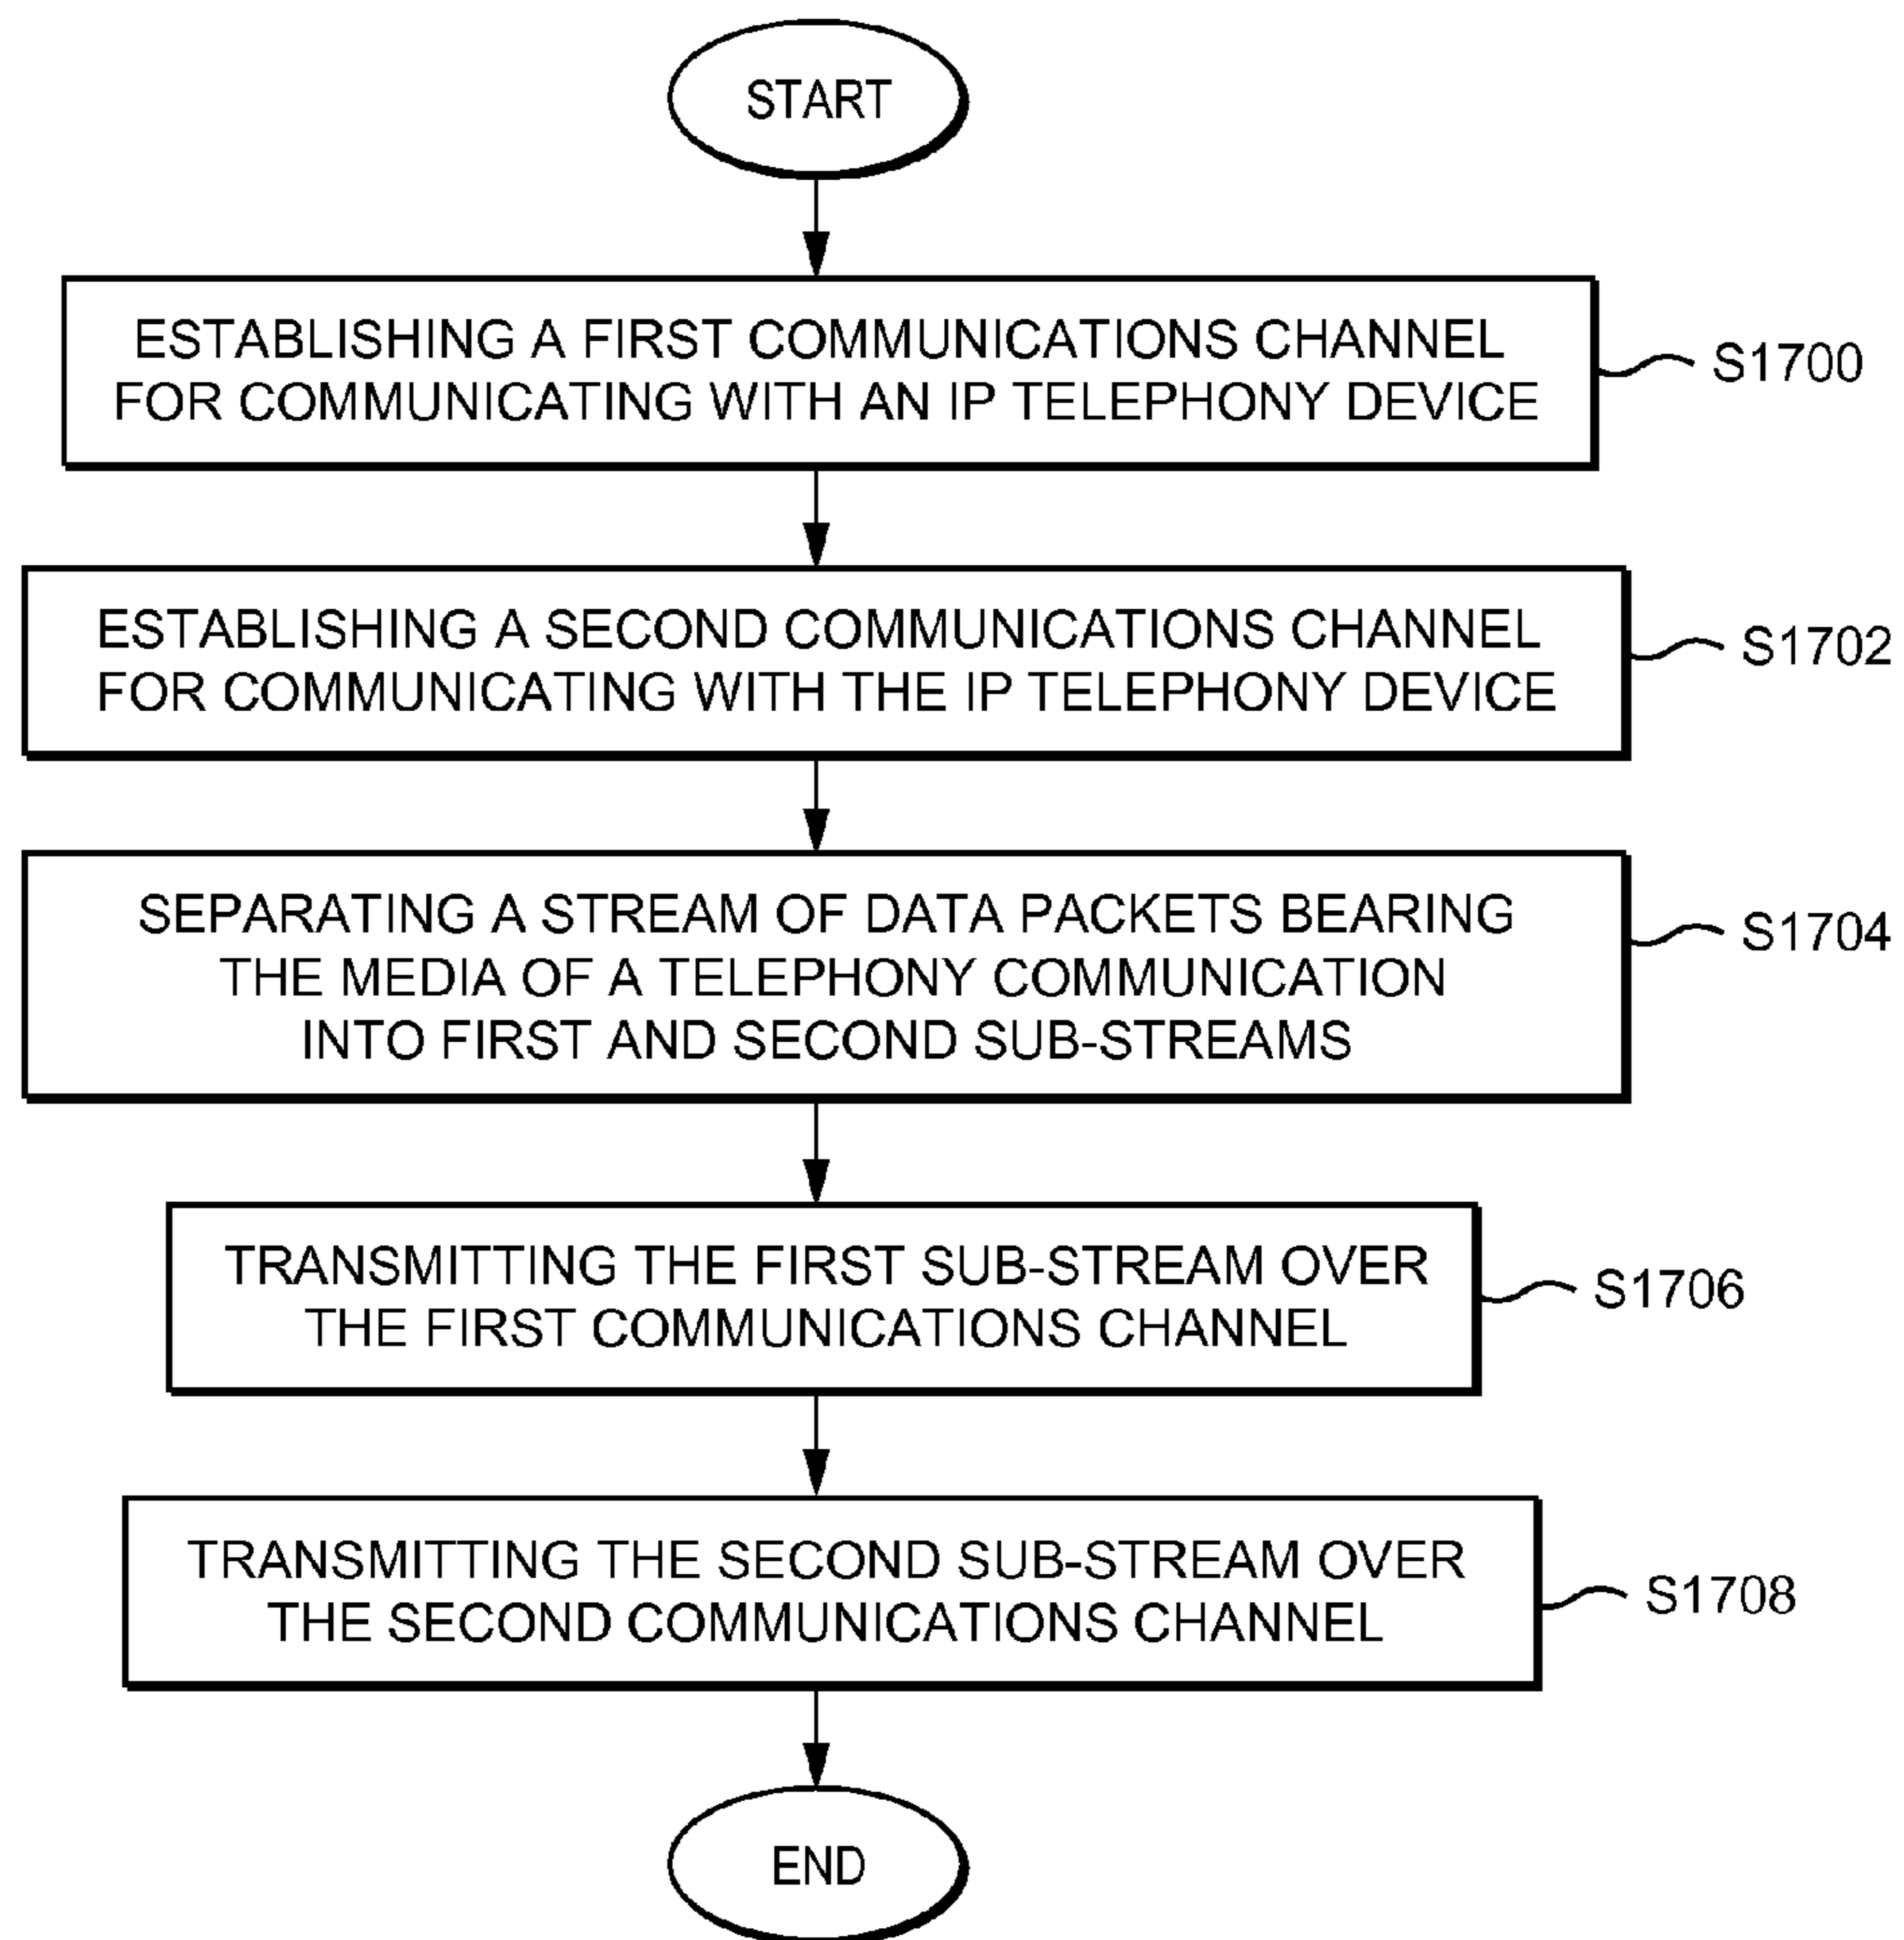 START
ESTABLISHING A FIRST COMMUNICATIONS CHANNEL
FOR COMMUNICATING WITH AN IP TELEPHONY DEVICE
S1700
ESTABLISHING A SECOND COMMUNICATIONS CHANNEL
FOR COMMUNICATING WITH THE IP TELEPHONY DEVICE
S1702
SEPARATING A STREAM OF DATA PACKETS BEARING
THE MEDIA OF A TELEPHONY COMMUNICATION
INTO FIRST AND SECOND SUB-STREAMS
S1704
TRANSMITTING THE FIRST SUB-STREAM OVER
THE FIRST COMMUNICATIONS CHANNEL
S1706
TRANSMITTING THE SECOND SUB-STREAM OVER
THE SECOND COMMUNICATIONS CHANNEL
S1708
END